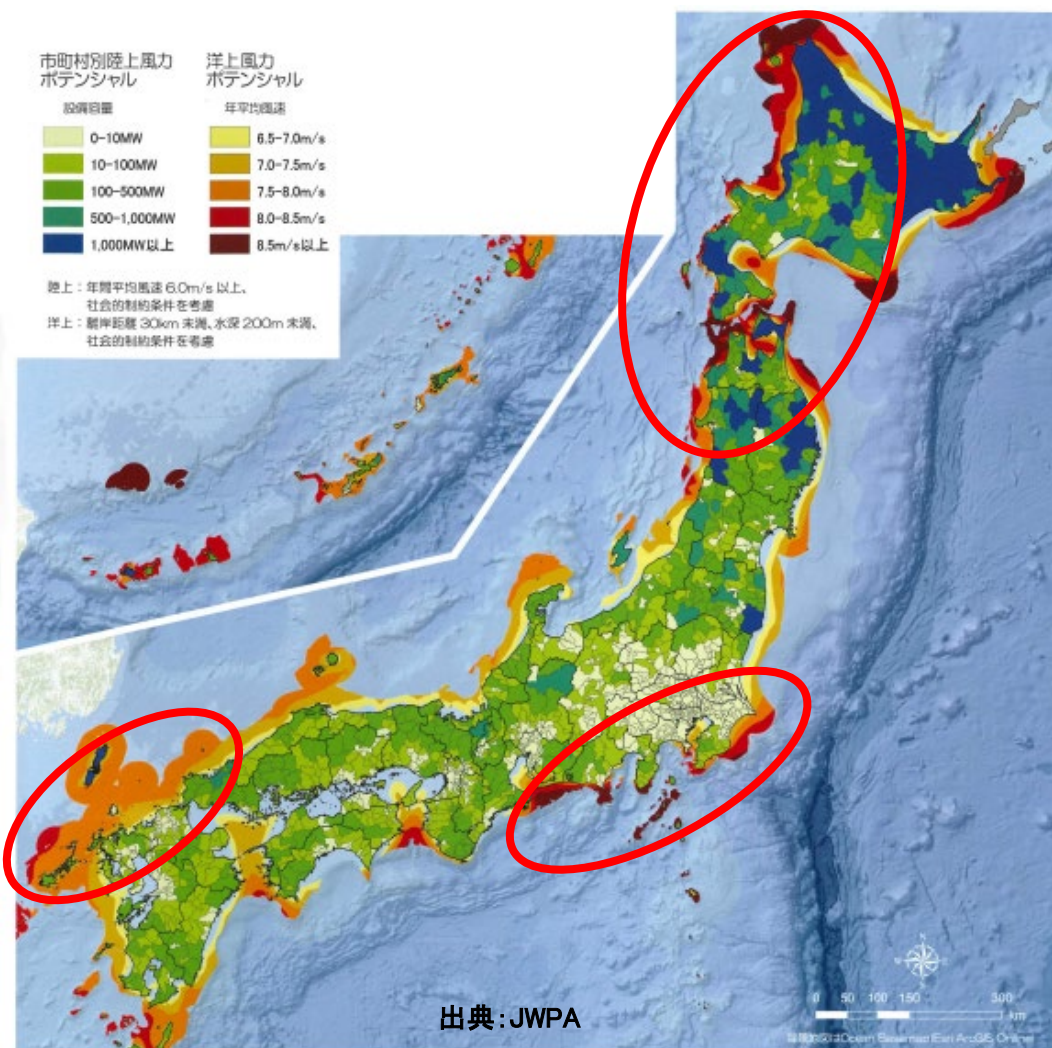 市町村別陸上風力
ポテンシャル
設備容量
0-10MW
10-100MW
100-500MW
500-1,000MW
1,000MW以上
洋上風力
ポテンシャル
年平均風速
6.5-7.0m/s
7.0-7.5m/s
7.5-8.0m/s
8.0-8.5m/s
8.5m/s以上
陸上：年間平均風速 6.0m/s 以上、
社会的制約条件を考慮
洋上：離岸距離 30km 未満、水深 200m 未満、
社会的制約条件を考慮
出典：JWPA
N
W E
S
0 50 100 150 300
km
Ocean Basemap(Esri ArcGIS Online)